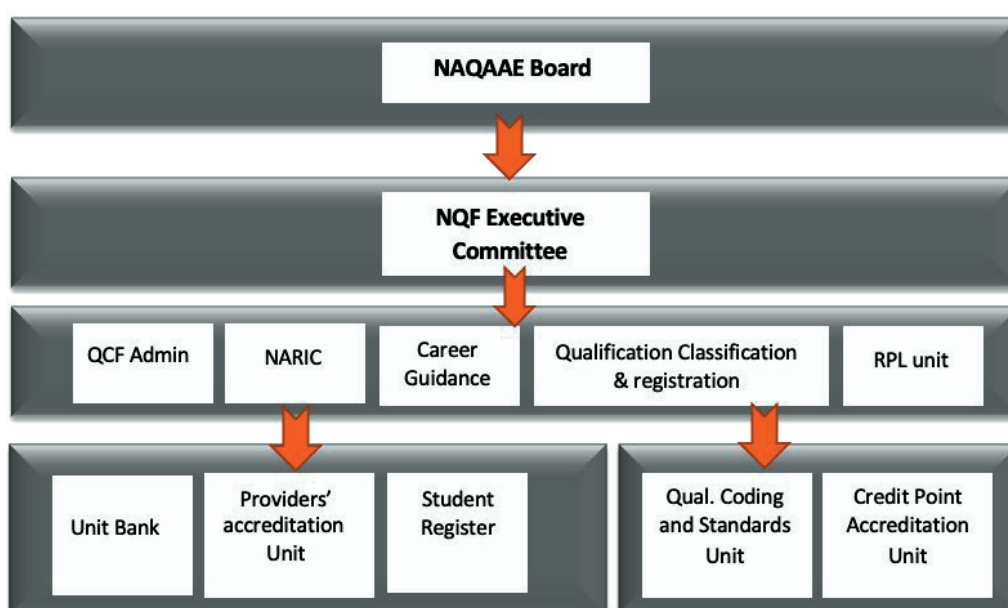 NAQAAE Board
NQF Executive
Committee
QCF Admin
NARIC
Career
Guidance
Qualification Classification
& registration
RPL unit
Unit Bank
Providers’
accreditation
Unit
Student
Register
Qual. Coding
and Standards
Unit
Credit Point
Accreditation
Unit